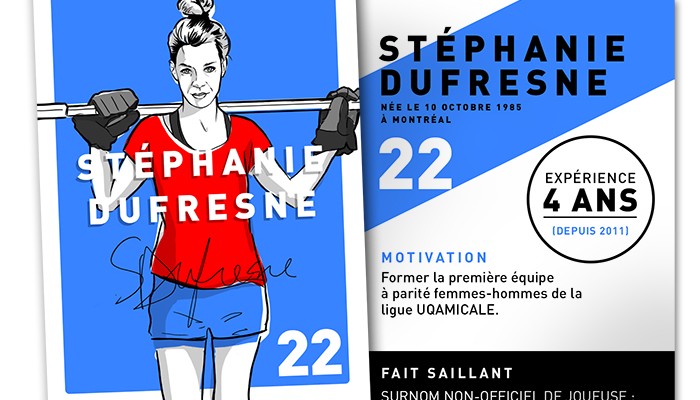 STÉPHANIE
DUFRESNE
SDufresne
22
STÉPHANIE
DUFRESNE
NÉE LE 10 OCTOBRE 1985
À MONTRÉAL
22
EXPÉRIENCE
4 ANS
(DEPUIS 2011)
MOTIVATION
Former la première équipe
à parité femmes-hommes de la
ligue UQAMICALE.
FAIT SAILLANT
SURNOM NON-OFFICIEL DE JOUEUSE :